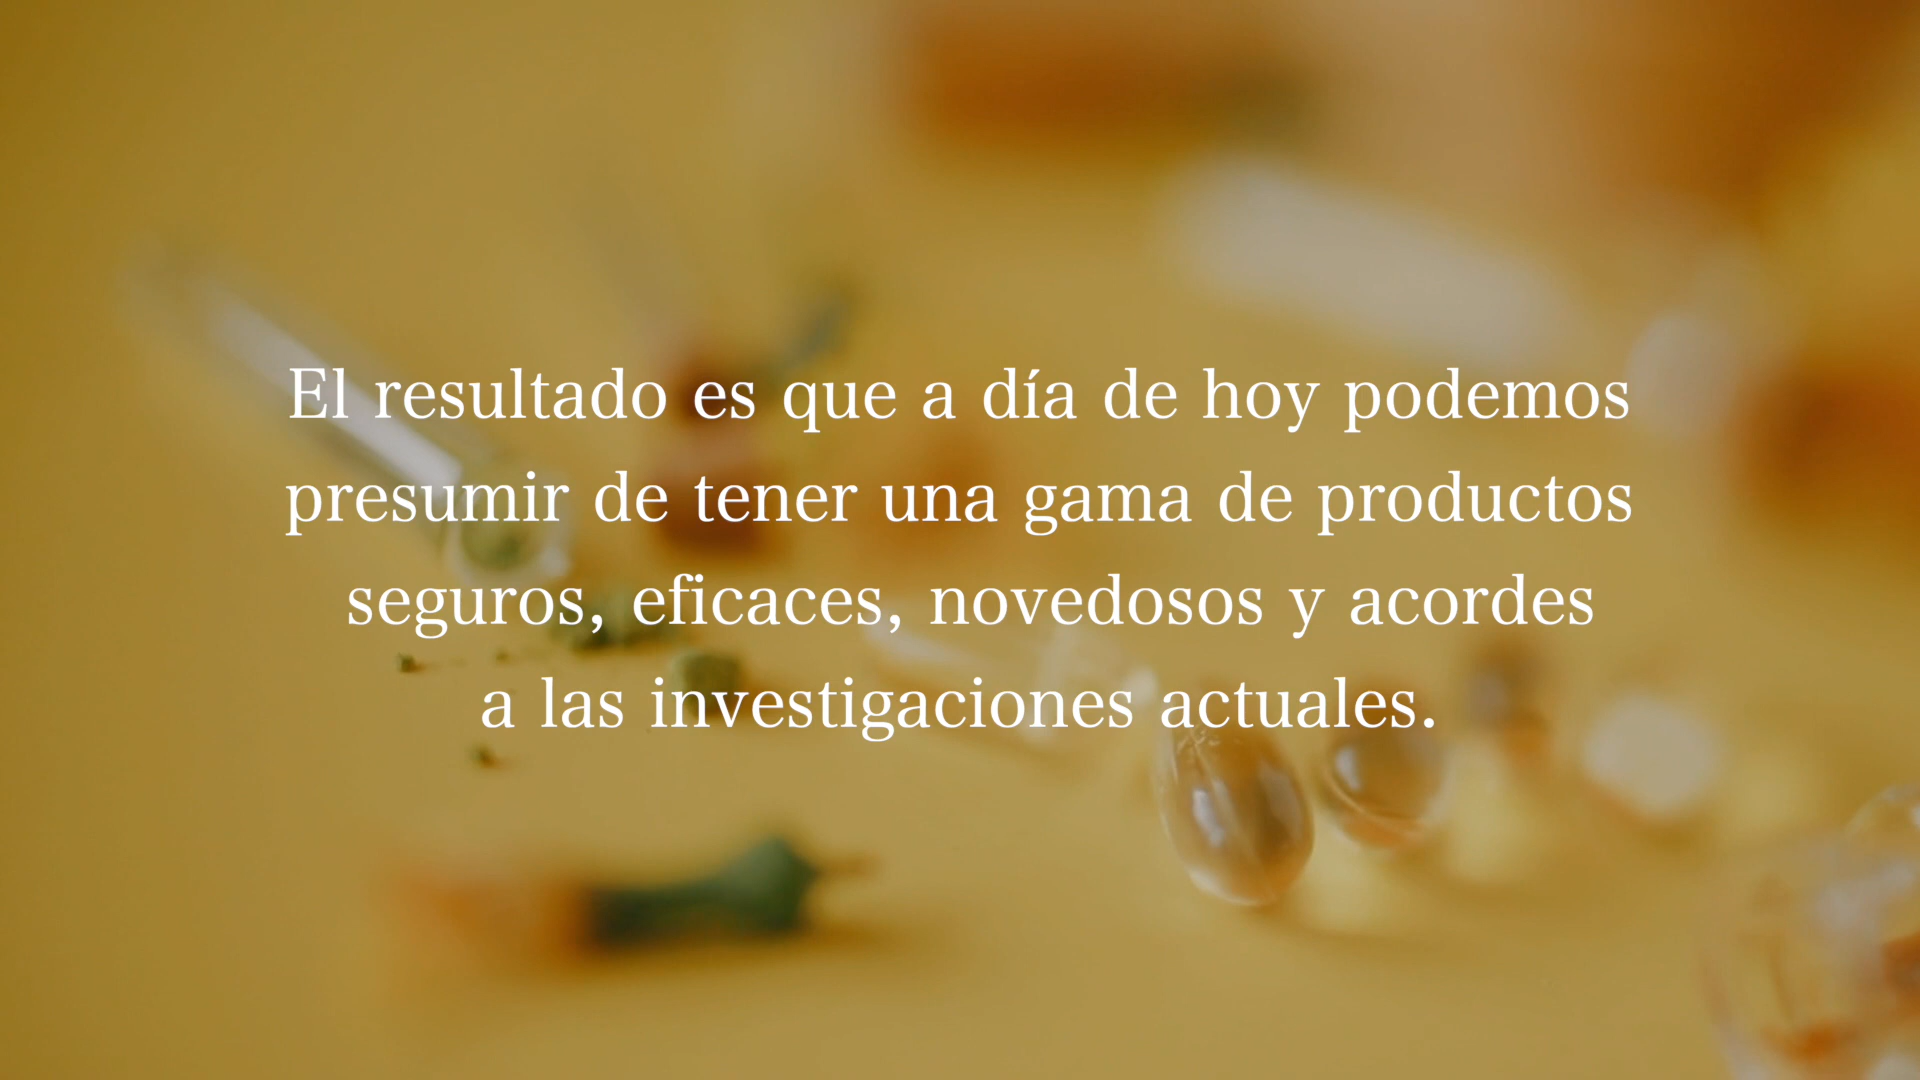 El resultado es que a día de hoy podemos
presumir de tener una gama de productos
seguros, eficaces, novedosos y acordes
a las investigaciones actuales.